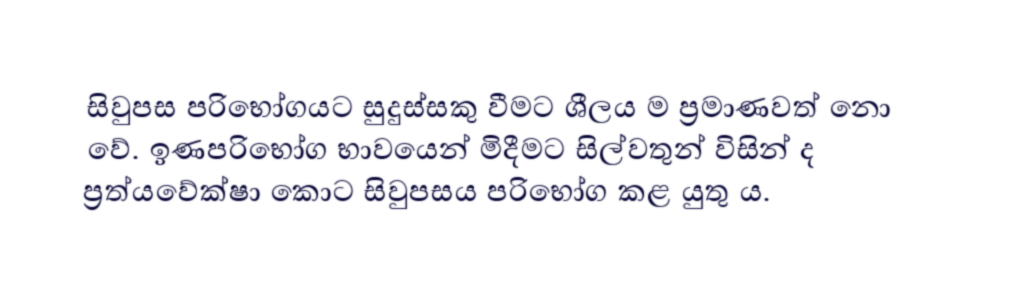 සිවුපස පරිභෝගයට සුදුස්සකු වීමට ශීලය ම ප්‍රමාණවත් නො
වේ. ඉණපරිභෝග භාවයෙන් මිදීමට සිල්වතුන් විසින් ද
ප්‍රත්‍යවේක්ෂා කොට සිවුපසය පරිභෝග කළ යුතු ය.